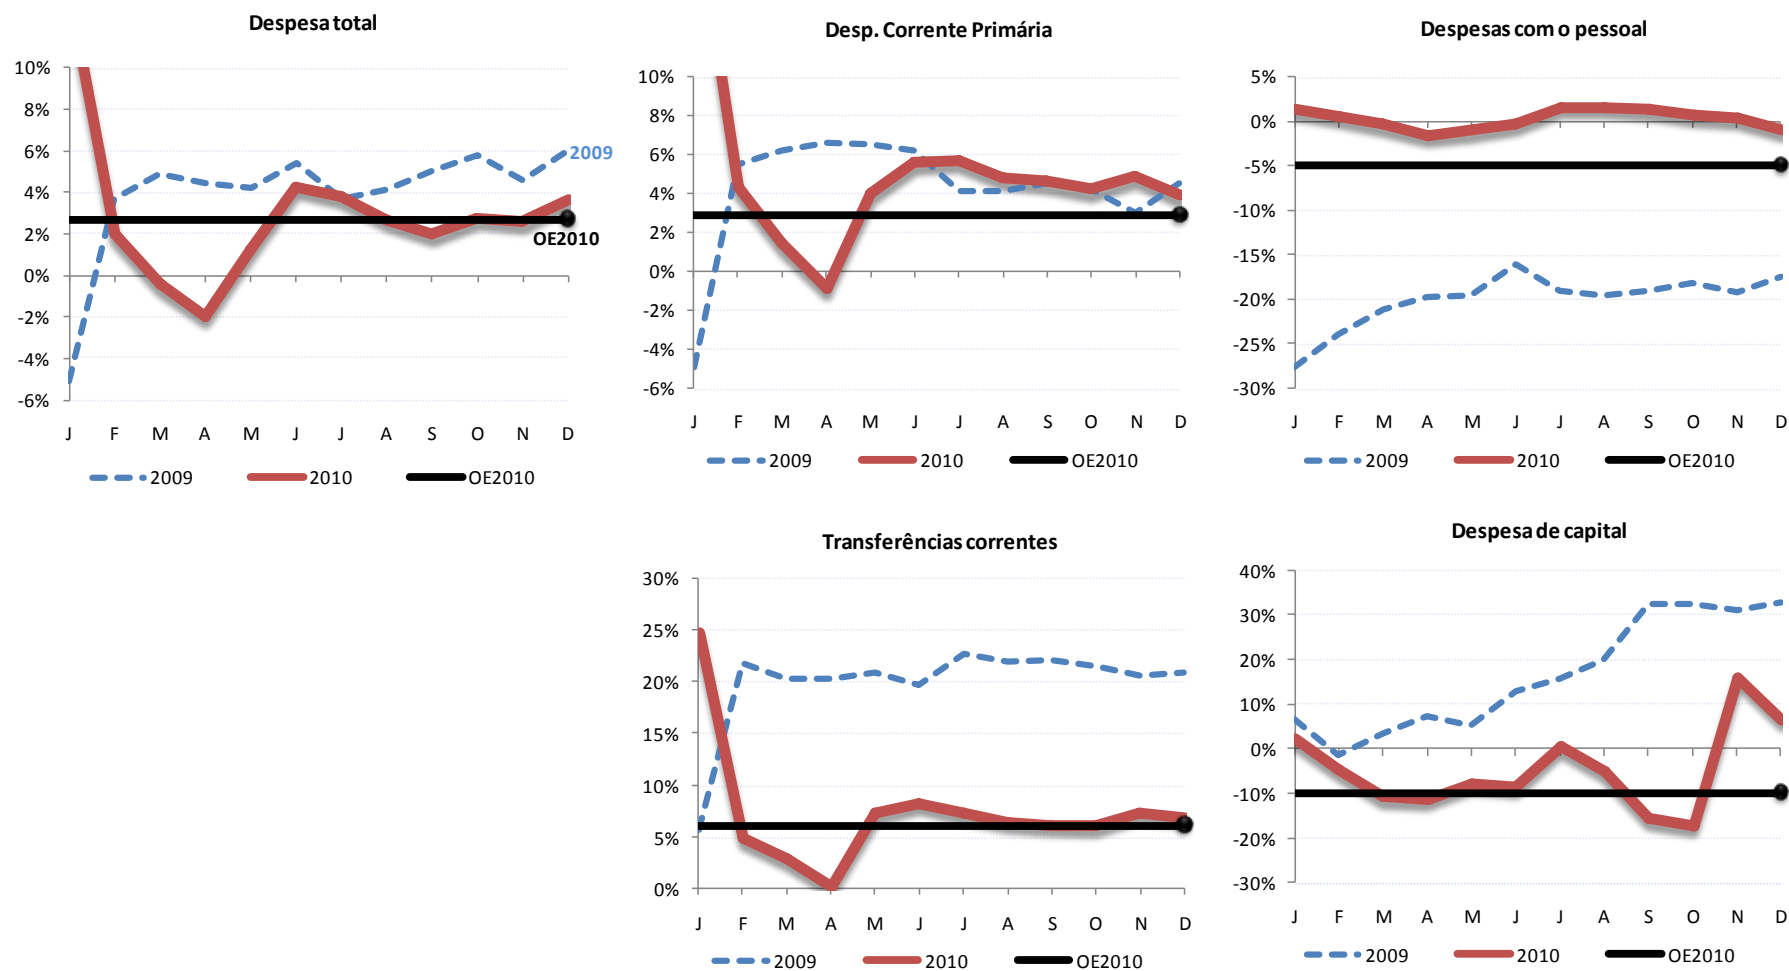 Despesa total
10%
8%
6%
4%
2%
0%
-2%
-4%
-6%
2009
OE2010
J F M A M J J A S O N D
2009 2010 OE2010
Desp. Corrente Primária
10%
8%
6%
4%
2%
0%
-2%
-4%
-6%
J F M A M J J A S O N D
2009 2010 OE2010
Despesas com o pessoal
5%
0%
-5%
-10%
-15%
-20%
-25%
-30%
J F M A M J J A S O N D
2009 2010 OE2010
Transferências correntes
30%
25%
20%
15%
10%
5%
0%
J F M A M J J A S O N D
2009 2010 OE2010
Despesa de capital
40%
30%
20%
10%
0%
-10%
-20%
-30%
J F M A M J J A S O N D
2009 2010 OE2010